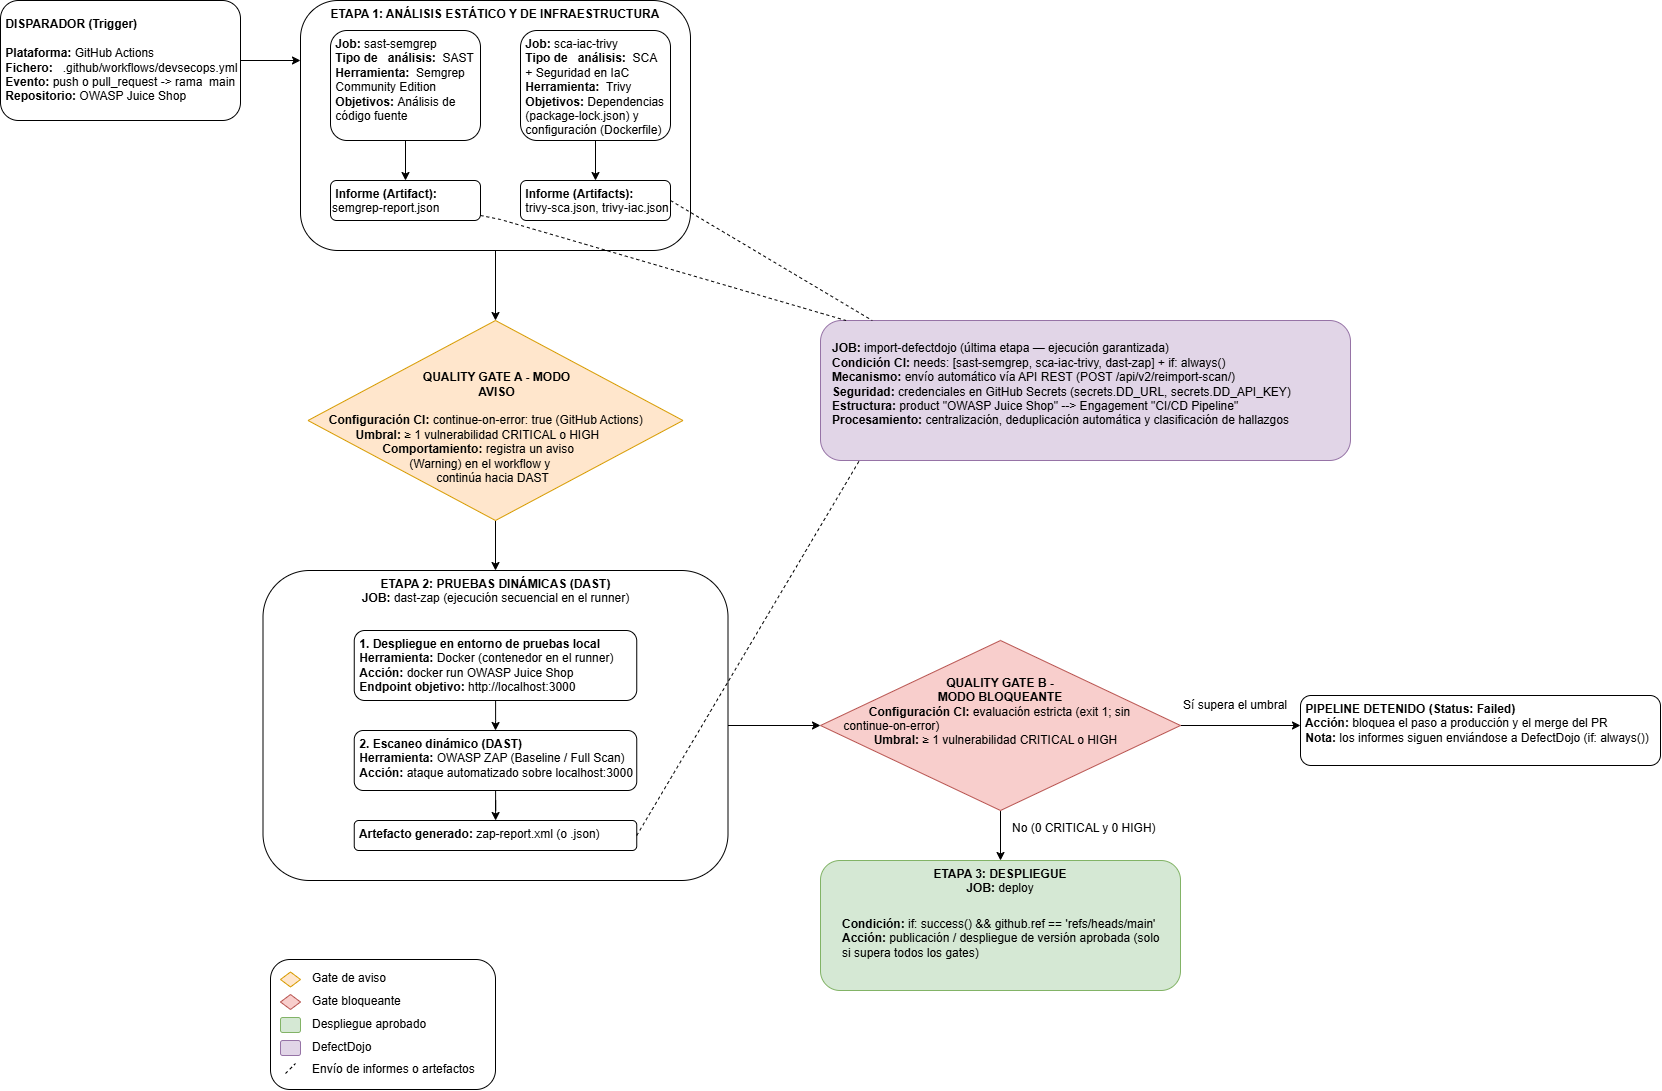 DISPARADOR (Trigger)
Plataforma: GitHub Actions
Fichero: .github/workflows/devsecops.yml
Evento: push o pull_request -> rama main
Repositorio: OWASP Juice Shop
ETAPA 1: ANÁLISIS ESTÁTICO Y DE INFRAESTRUCTURA
Job: sast-semgrep
Tipo de análisis: SAST
Herramienta: Semgrep
Community Edition
Objetivos: Análisis de
código fuente
Job: sca-iac-trivy
Tipo de análisis: SCA
+ Seguridad en IaC
Herramienta: Trivy
Objetivos: Dependencias
(package-lock.json) y
configuración (Dockerfile)
Informe (Artifact):
semgrep-report.json
Informe (Artifacts):
trivy-sca.json, trivy-iac.json
QUALITY GATE A - MODO
AVISO
Configuración CI: continue-on-error: true (GitHub Actions)
Umbral: ≥ 1 vulnerabilidad CRITICAL o HIGH
Comportamiento: registra un aviso
(Warning) en el workflow y
continúa hacia DAST
JOB: import-defectdojo (última etapa — ejecución garantizada)
Condición CI: needs: [sast-semgrep, sca-iac-trivy, dast-zap] + if: always()
Mecanismo: envío automático vía API REST (POST /api/v2/reimport-scan/)
Seguridad: credenciales en GitHub Secrets (secrets.DD_URL, secrets.DD_API_KEY)
Estructura: product "OWASP Juice Shop" --> Engagement "CI/CD Pipeline"
Procesamiento: centralización, deduplicación automática y clasificación de hallazgos
ETAPA 2: PRUEBAS DINÁMICAS (DAST)
JOB: dast-zap (ejecución secuencial en el runner)
1. Despliegue en entorno de pruebas local
Herramienta: Docker (contenedor en el runner)
Acción: docker run OWASP Juice Shop
Endpoint objetivo: http://localhost:3000
2. Escaneo dinámico (DAST)
Herramienta: OWASP ZAP (Baseline / Full Scan)
Acción: ataque automatizado sobre localhost:3000
Artefacto generado: zap-report.xml (o .json)
QUALITY GATE B -
MODO BLOQUEANTE
Configuración CI: evaluación estricta (exit 1; sin
continue-on-error)
Umbral: ≥ 1 vulnerabilidad CRITICAL o HIGH
Sí supera el umbral
PIPELINE DETENIDO (Status: Failed)
Acción: bloquea el paso a producción y el merge del PR
Nota: los informes siguen enviándose a DefectDojo (if: always())
No (0 CRITICAL y 0 HIGH)
ETAPA 3: DESPLIEGUE
JOB: deploy
Condición: if: success() && github.ref == 'refs/heads/main'
Acción: publicación / despliegue de versión aprobada (solo
si supera todos los gates)
Gate de aviso
Gate bloqueante
Despliegue aprobado
DefectDojo
Envío de informes o artefactos